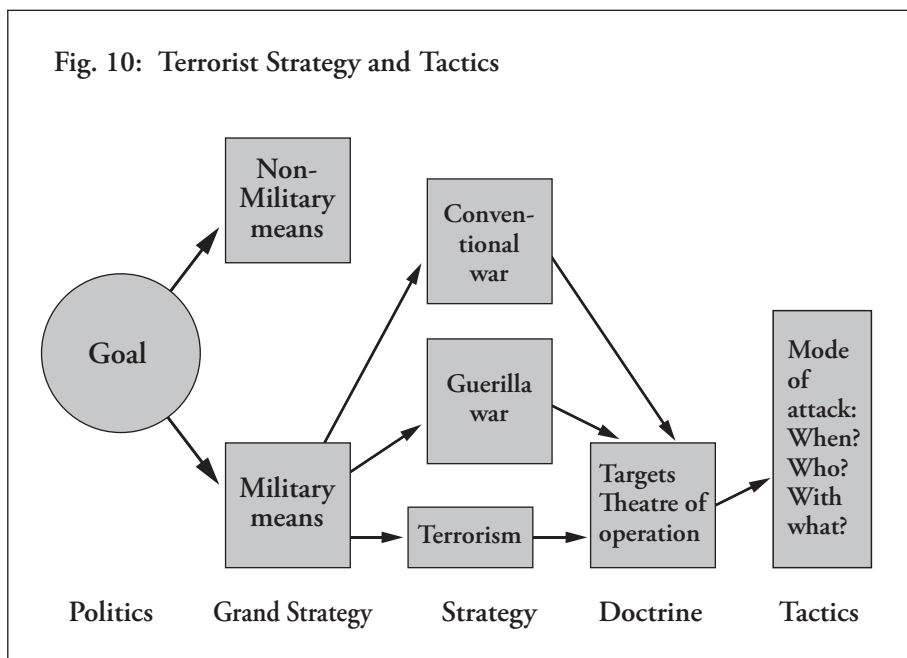 Fig. 10: Terrorist Strategy and Tactics
Non-
Military
means
Goal
Military
means
Conven-
tional
war
Guerilla
war
Terrorism
Targets
Theatre of
operation
Mode
of
attack:
When?
Who?
With
what?
Politics Grand Strategy Strategy Doctrine Tactics